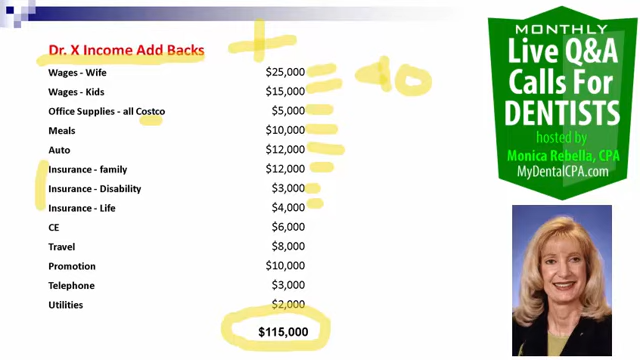 Dr. X Income Add Backs +
Wages - Wife $25,000
Wages - Kids $15,000
40
Office Supplies - all Costco $5,000
Meals $10,000
Auto $12,000
Insurance - family $12,000
Insurance - Disability $3,000
Insurance - Life $4,000
CE $6,000
Travel $8,000
Promotion $10,000
Telephone $3,000
Utilities $2,000
$115,000
MONTHLY
Live Q&A
Calls For
DENTISTS
hosted by
Monica Rebella, CPA
MyDentalCPA.com